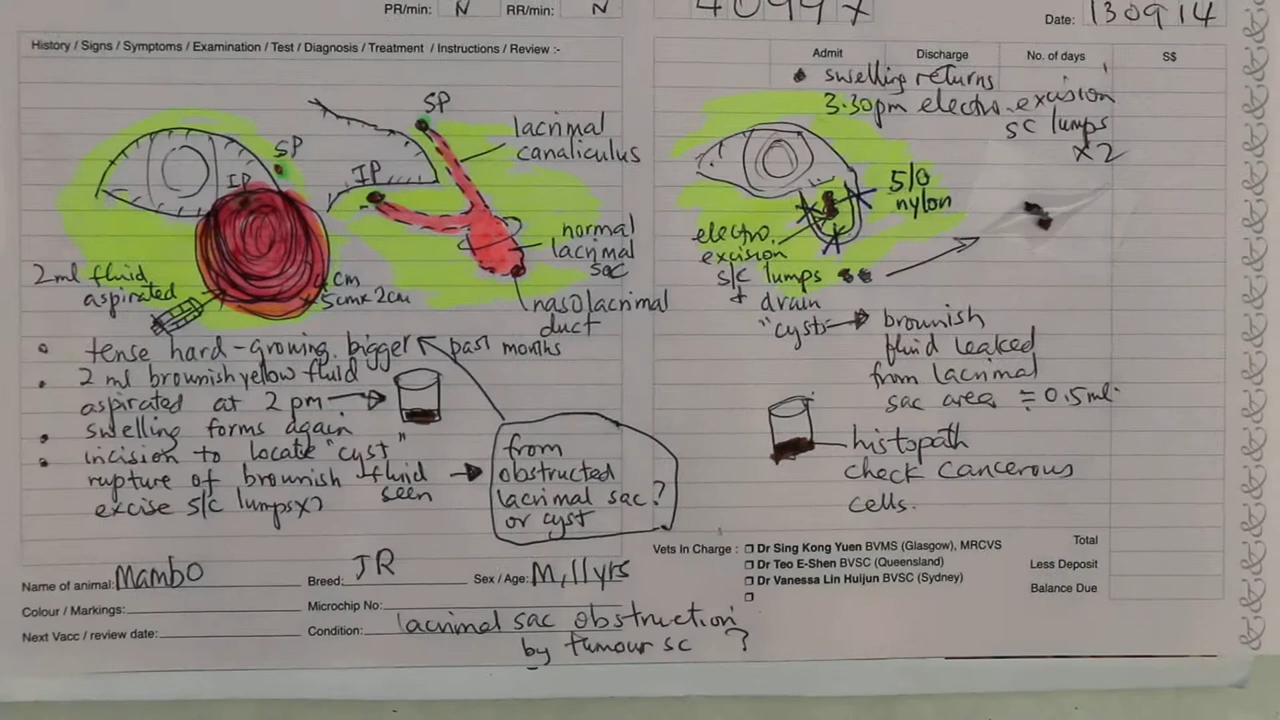 PR/min: N RR/min: N
Date: 130914
History / Signs / Symptoms / Examination / Test / Diagnosis / Treatment / Instructions / Review :-
SP
SP
IP
IP
lacrimal
canaliculus
normal
lacrimal
sac
nasolacrimal
duct
2ml fluid
aspirated
4cm
5cmx2cm
• tense hard-growing bigger past months
• 2 ml brownish yellow fluid
aspirated at 2 pm
• swelling forms again
• incision to locate "cyst"
rupture of brownish fluid
seen
excise s/c lumpsx2
from
obstructed
lacrimal sac?
or cyst
Admit Discharge No. of days S$
• swelling returns
3.30pm electro.excision
sc lumps
x2
5/0
nylon
electro.
excision
s/c lumps
+ drain
"cyst
brownish
fluid leaked
from lacrimal
sac area ≒ 0.5ml
histopath
check cancerous
cells.
Vets In Charge : Dr Sing Kong Yuen BVMS (Glasgow), MRCVS
Dr Teo E-Shen BVSC (Queensland)
Dr Vanessa Lin Huijun BVSC (Sydney)
Total
Less Deposit
Balance Due
Name of animal: Mambo Breed: JR Sex / Age: M, 11yrs
Colour / Markings: Microchip No:
Next Vacc / review date: Condition: lacrimal sac obstruction
by tumour sc ?